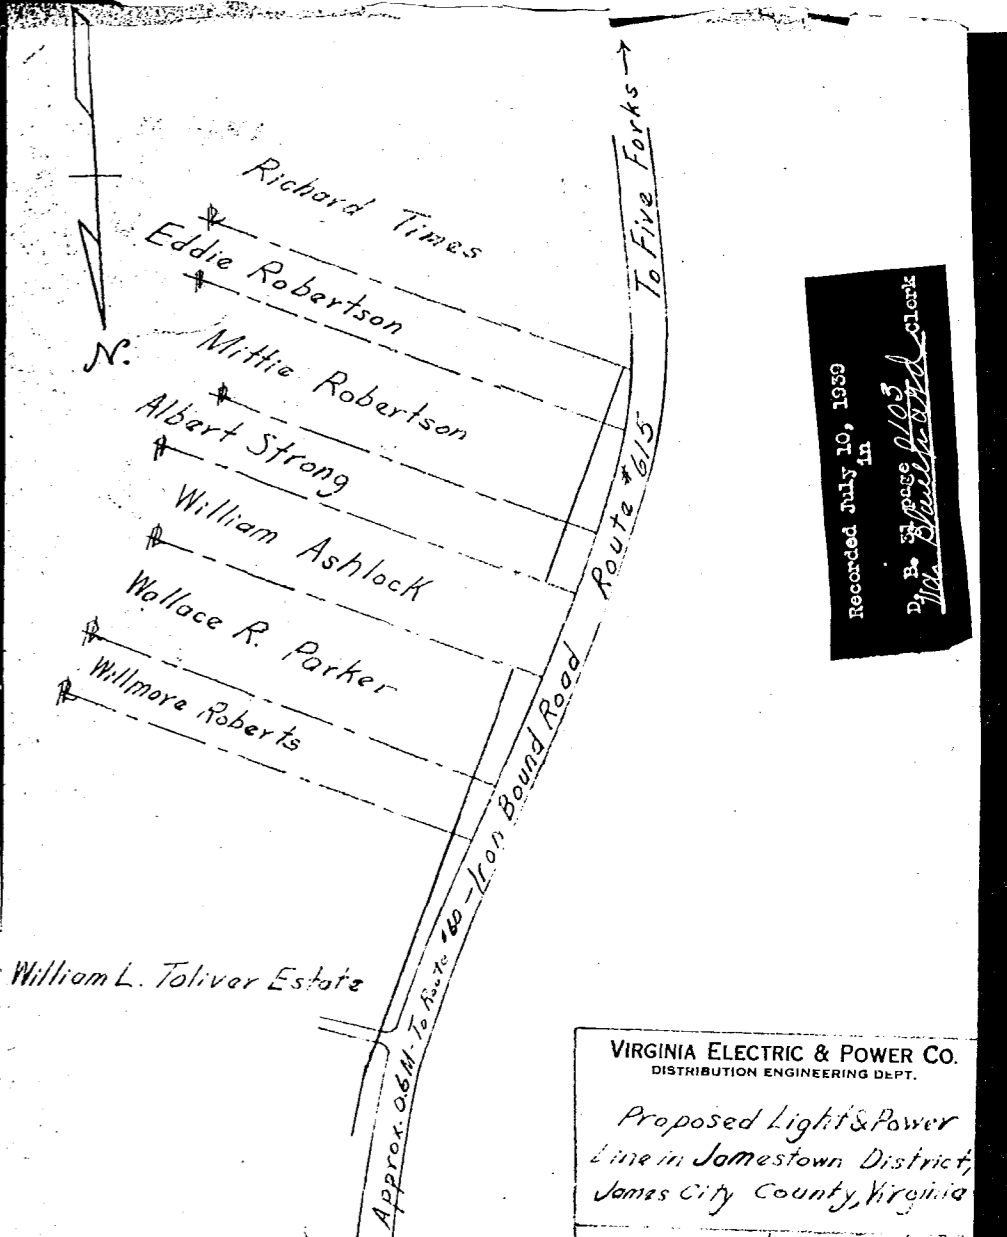 Richard Times
Eddie Robertson
Mittie Robertson
Albert Strong
William Ashlock
Wallace R. Parker
Willmore Roberts
William L. Toliver Estate
N.
To Five Forks
Route #615
Iron Bound Road
Approx. 0.6 M - To Route #60 -
Recorded July 10, 1939
in
D. B. page
Clerk
VIRGINIA ELECTRIC & POWER CO.
DISTRIBUTION ENGINEERING DEPT.
Proposed Light & Power
Line in Jamestown District,
James City County, Virginia